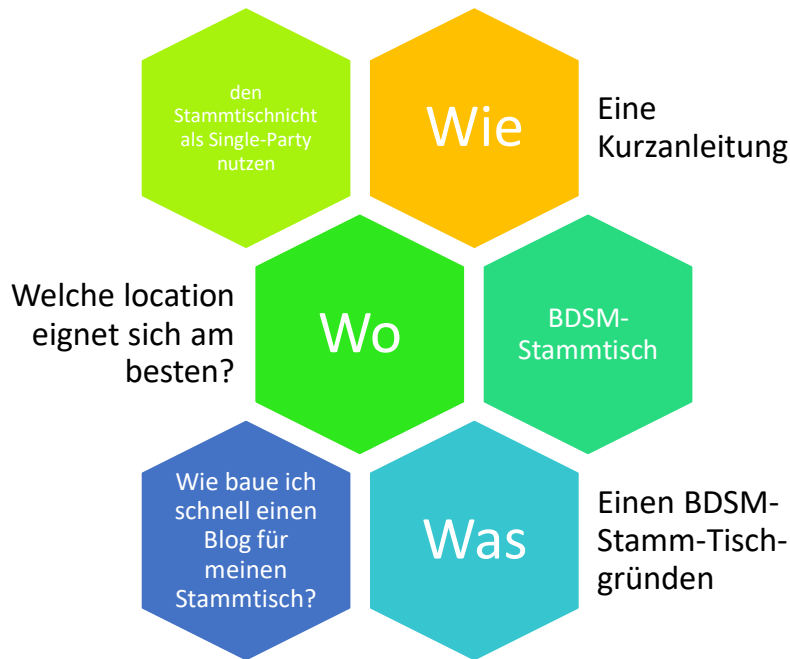 den
Stammtischnicht
als Single-Party
nutzen
Wie
Eine
Kurzanleitung
Welche location
eignet sich am
besten?
Wo
BDSM-
Stammtisch
Wie baue ich
schnell einen
Blog für
meinen
Stammtisch?
Was
Einen BDSM-
Stamm-Tisch-
gründen